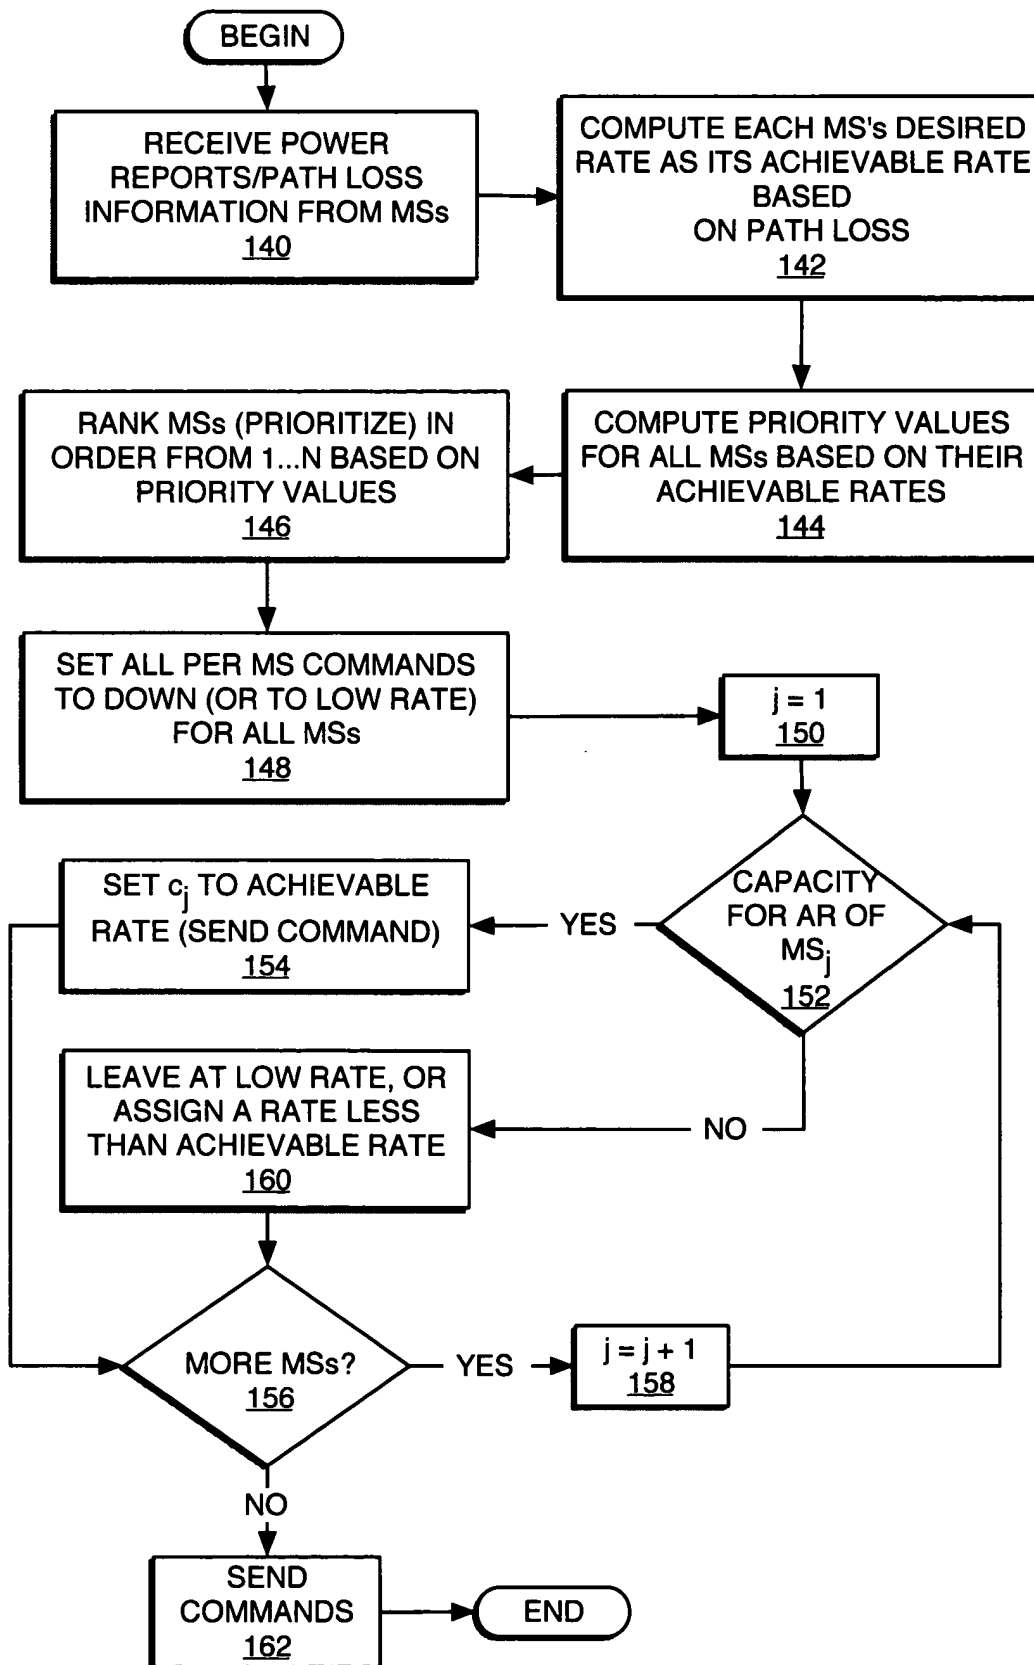 BEGIN
RECEIVE POWER
REPORTS/PATH LOSS
INFORMATION FROM MSs
140
COMPUTE EACH MS's DESIRED
RATE AS ITS ACHIEVABLE RATE
BASED
ON PATH LOSS
142
COMPUTE PRIORITY VALUES
FOR ALL MSs BASED ON THEIR
ACHIEVABLE RATES
144
RANK MSs (PRIORITIZE) IN
ORDER FROM 1...N BASED ON
PRIORITY VALUES
146
SET ALL PER MS COMMANDS
TO DOWN (OR TO LOW RATE)
FOR ALL MSs
148
j = 1
150
CAPACITY
FOR AR OF
MSj
152
YES
SET cj TO ACHIEVABLE
RATE (SEND COMMAND)
154
NO
LEAVE AT LOW RATE, OR
ASSIGN A RATE LESS
THAN ACHIEVABLE RATE
160
MORE MSs?
156
YES
j = j + 1
158
NO
SEND
COMMANDS
162
END